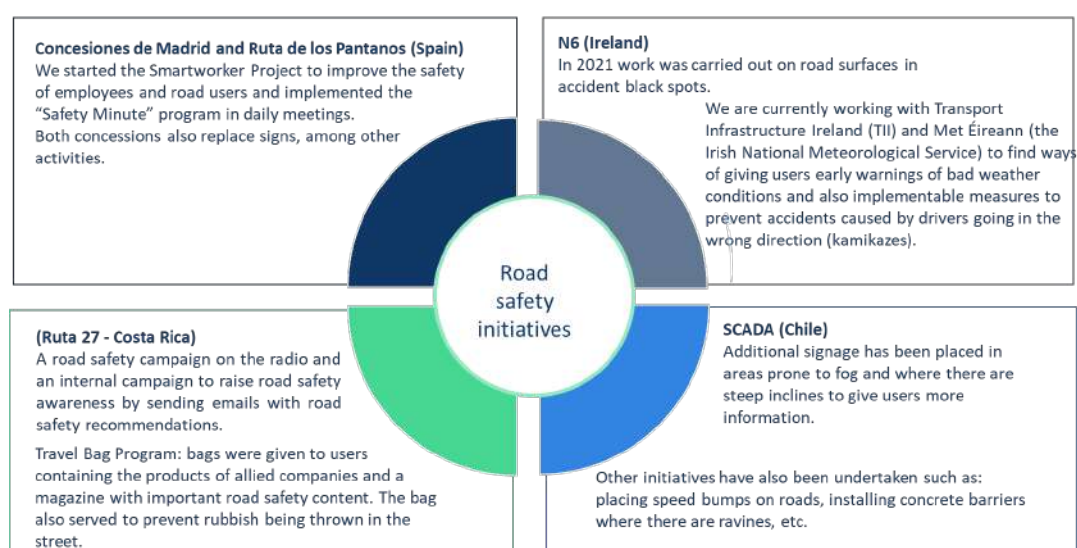 Concesiones de Madrid and Ruta de los Pantanos (Spain)
We started the Smartworker Project to improve the safety
of employees and road users and implemented the
“Safety Minute” program in daily meetings.
Both concessions also replace signs, among other
activities.
N6 (Ireland)
In 2021 work was carried out on road surfaces in
accident black spots.
We are currently working with Transport
Infrastructure Ireland (TII) and Met Éireann (the
Irish National Meteorological Service) to find ways
of giving users early warnings of bad weather
conditions and also implementable measures to
prevent accidents caused by drivers going in the
wrong direction (kamikazes).
Road
safety
initiatives
(Ruta 27 - Costa Rica)
A road safety campaign on the radio and
an internal campaign to raise road safety
awareness by sending emails with road
safety recommendations.
Travel Bag Program: bags were given to users
containing the products of allied companies and a
magazine with important road safety content. The bag
also served to prevent rubbish being thrown in the
street.
SCADA (Chile)
Additional signage has been placed in
areas prone to fog and where there are
steep inclines to give users more
information.
Other initiatives have also been undertaken such as:
placing speed bumps on roads, installing concrete barriers
where there are ravines, etc.